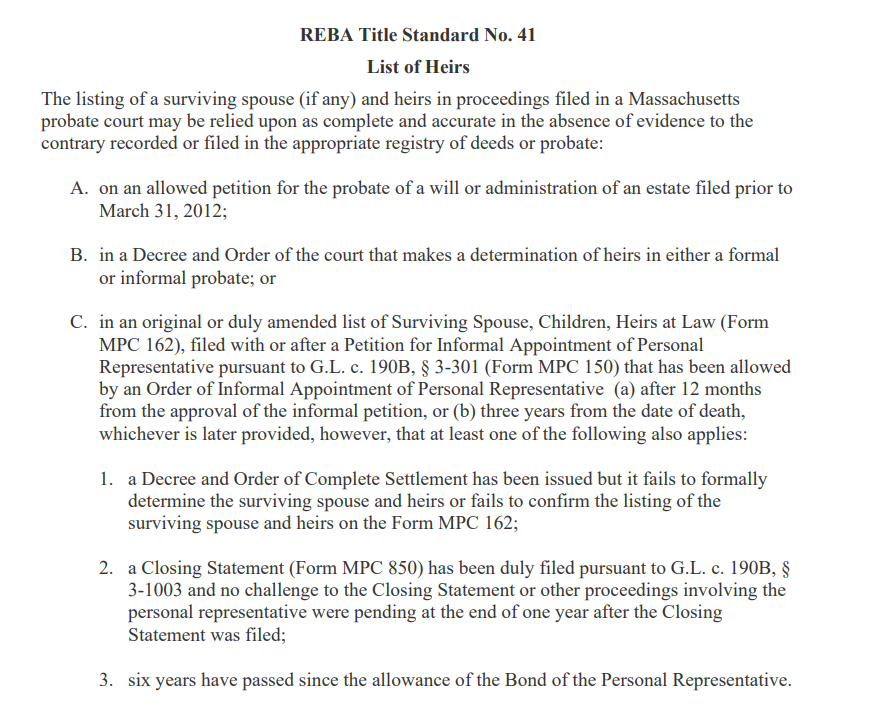 REBA Title Standard No. 41
List of Heirs
The listing of a surviving spouse (if any) and heirs in proceedings filed in a Massachusetts
probate court may be relied upon as complete and accurate in the absence of evidence to the
contrary recorded or filed in the appropriate registry of deeds or probate:
A. on an allowed petition for the probate of a will or administration of an estate filed prior to
March 31, 2012;
B. in a Decree and Order of the court that makes a determination of heirs in either a formal
or informal probate; or
C. in an original or duly amended list of Surviving Spouse, Children, Heirs at Law (Form
MPC 162), filed with or after a Petition for Informal Appointment of Personal
Representative pursuant to G.L. c. 190B, § 3-301 (Form MPC 150) that has been allowed
by an Order of Informal Appointment of Personal Representative (a) after 12 months
from the approval of the informal petition, or (b) three years from the date of death,
whichever is later provided, however, that at least one of the following also applies:
1. a Decree and Order of Complete Settlement has been issued but it fails to formally
determine the surviving spouse and heirs or fails to confirm the listing of the
surviving spouse and heirs on the Form MPC 162;
2. a Closing Statement (Form MPC 850) has been duly filed pursuant to G.L. c. 190B, §
3-1003 and no challenge to the Closing Statement or other proceedings involving the
personal representative were pending at the end of one year after the Closing
Statement was filed;
3. six years have passed since the allowance of the Bond of the Personal Representative.